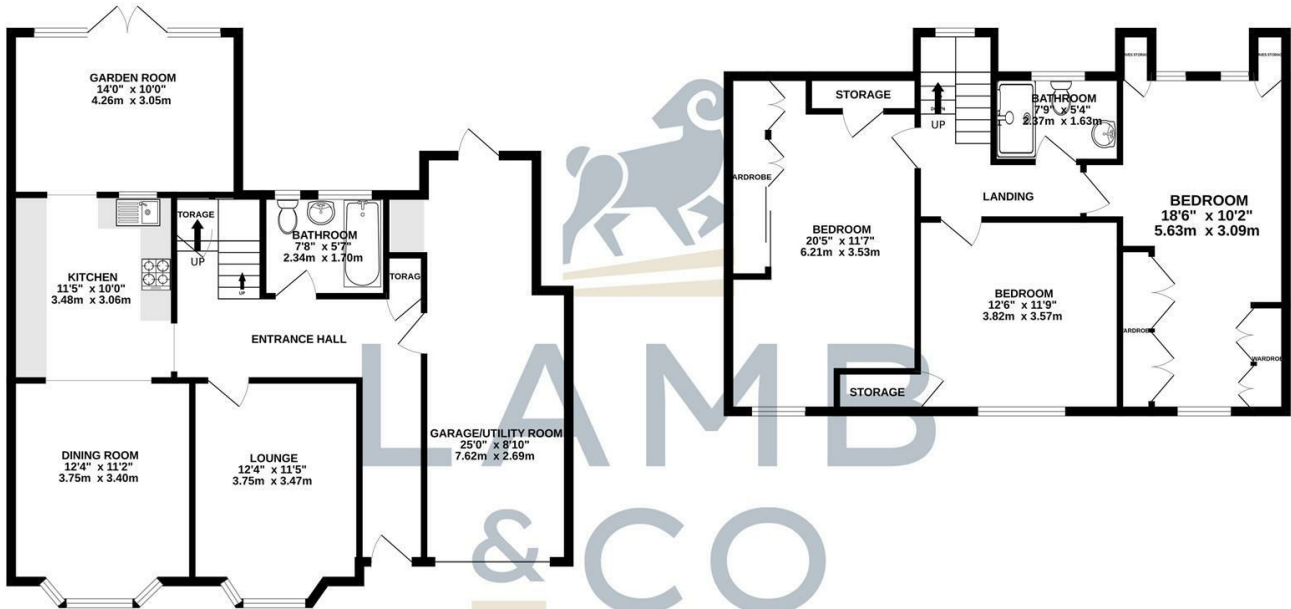 GARDEN ROOM
14'0" x 10'0"
4.26m x 3.05m
TORAGE
UP
UP
KITCHEN
11'5" x 10'0"
3.48m x 3.06m
BATHROOM
7'8" x 5'7"
2.34m x 1.70m
TORAG
ENTRANCE HALL
DINING ROOM
12'4" x 11'2"
3.75m x 3.40m
LOUNGE
12'4" x 11'5"
3.75m x 3.47m
GARAGE/UTILITY ROOM
25'0" x 8'10"
7.62m x 2.69m
STORAGE
ARDROBE
BEDROOM
20'5" x 11'7"
6.21m x 3.53m
STORAGE
DOWN
UP
BATHROOM
7'9" x 5'4"
2.37m x 1.63m
LANDING
BEDROOM
12'6" x 11'9"
3.82m x 3.57m
BEDROOM
18'6" x 10'2"
5.63m x 3.09m
ARDROBE
WARDROBE
LAMB
& CO